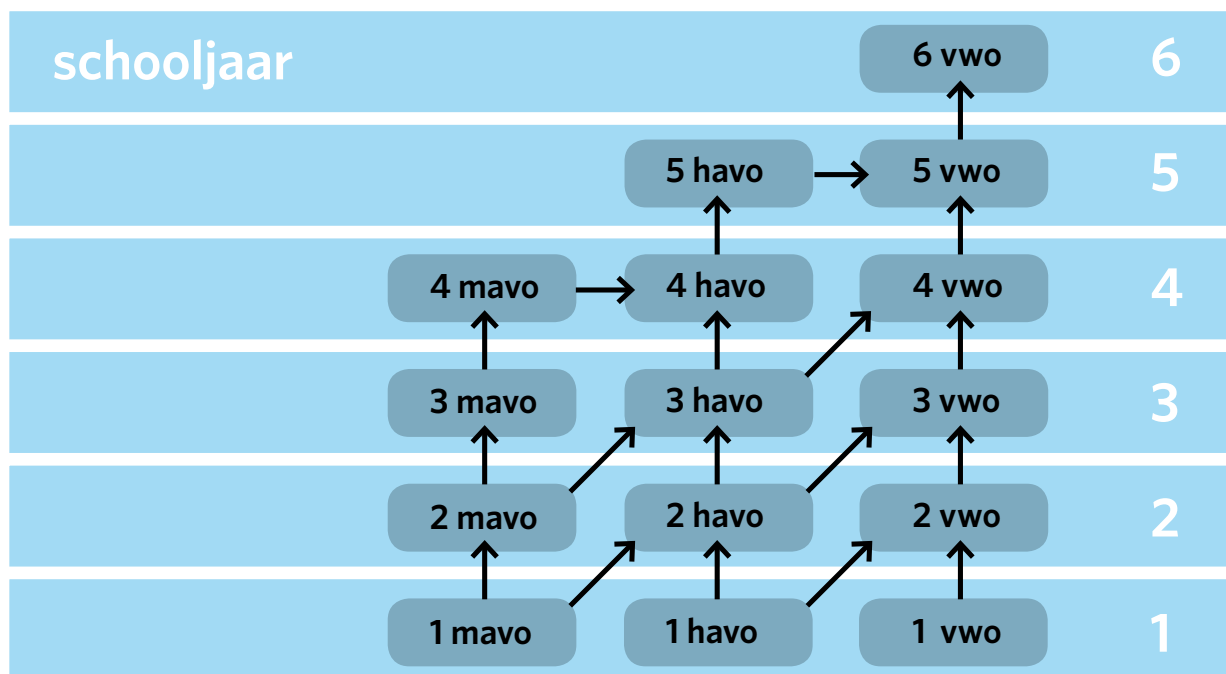 schooljaar 6 vwo 6
5 havo 5 vwo 5
4 mavo 4 havo 4 vwo 4
3 mavo 3 havo 3 vwo 3
2 mavo 2 havo 2 vwo 2
1 mavo 1 havo 1 vwo 1